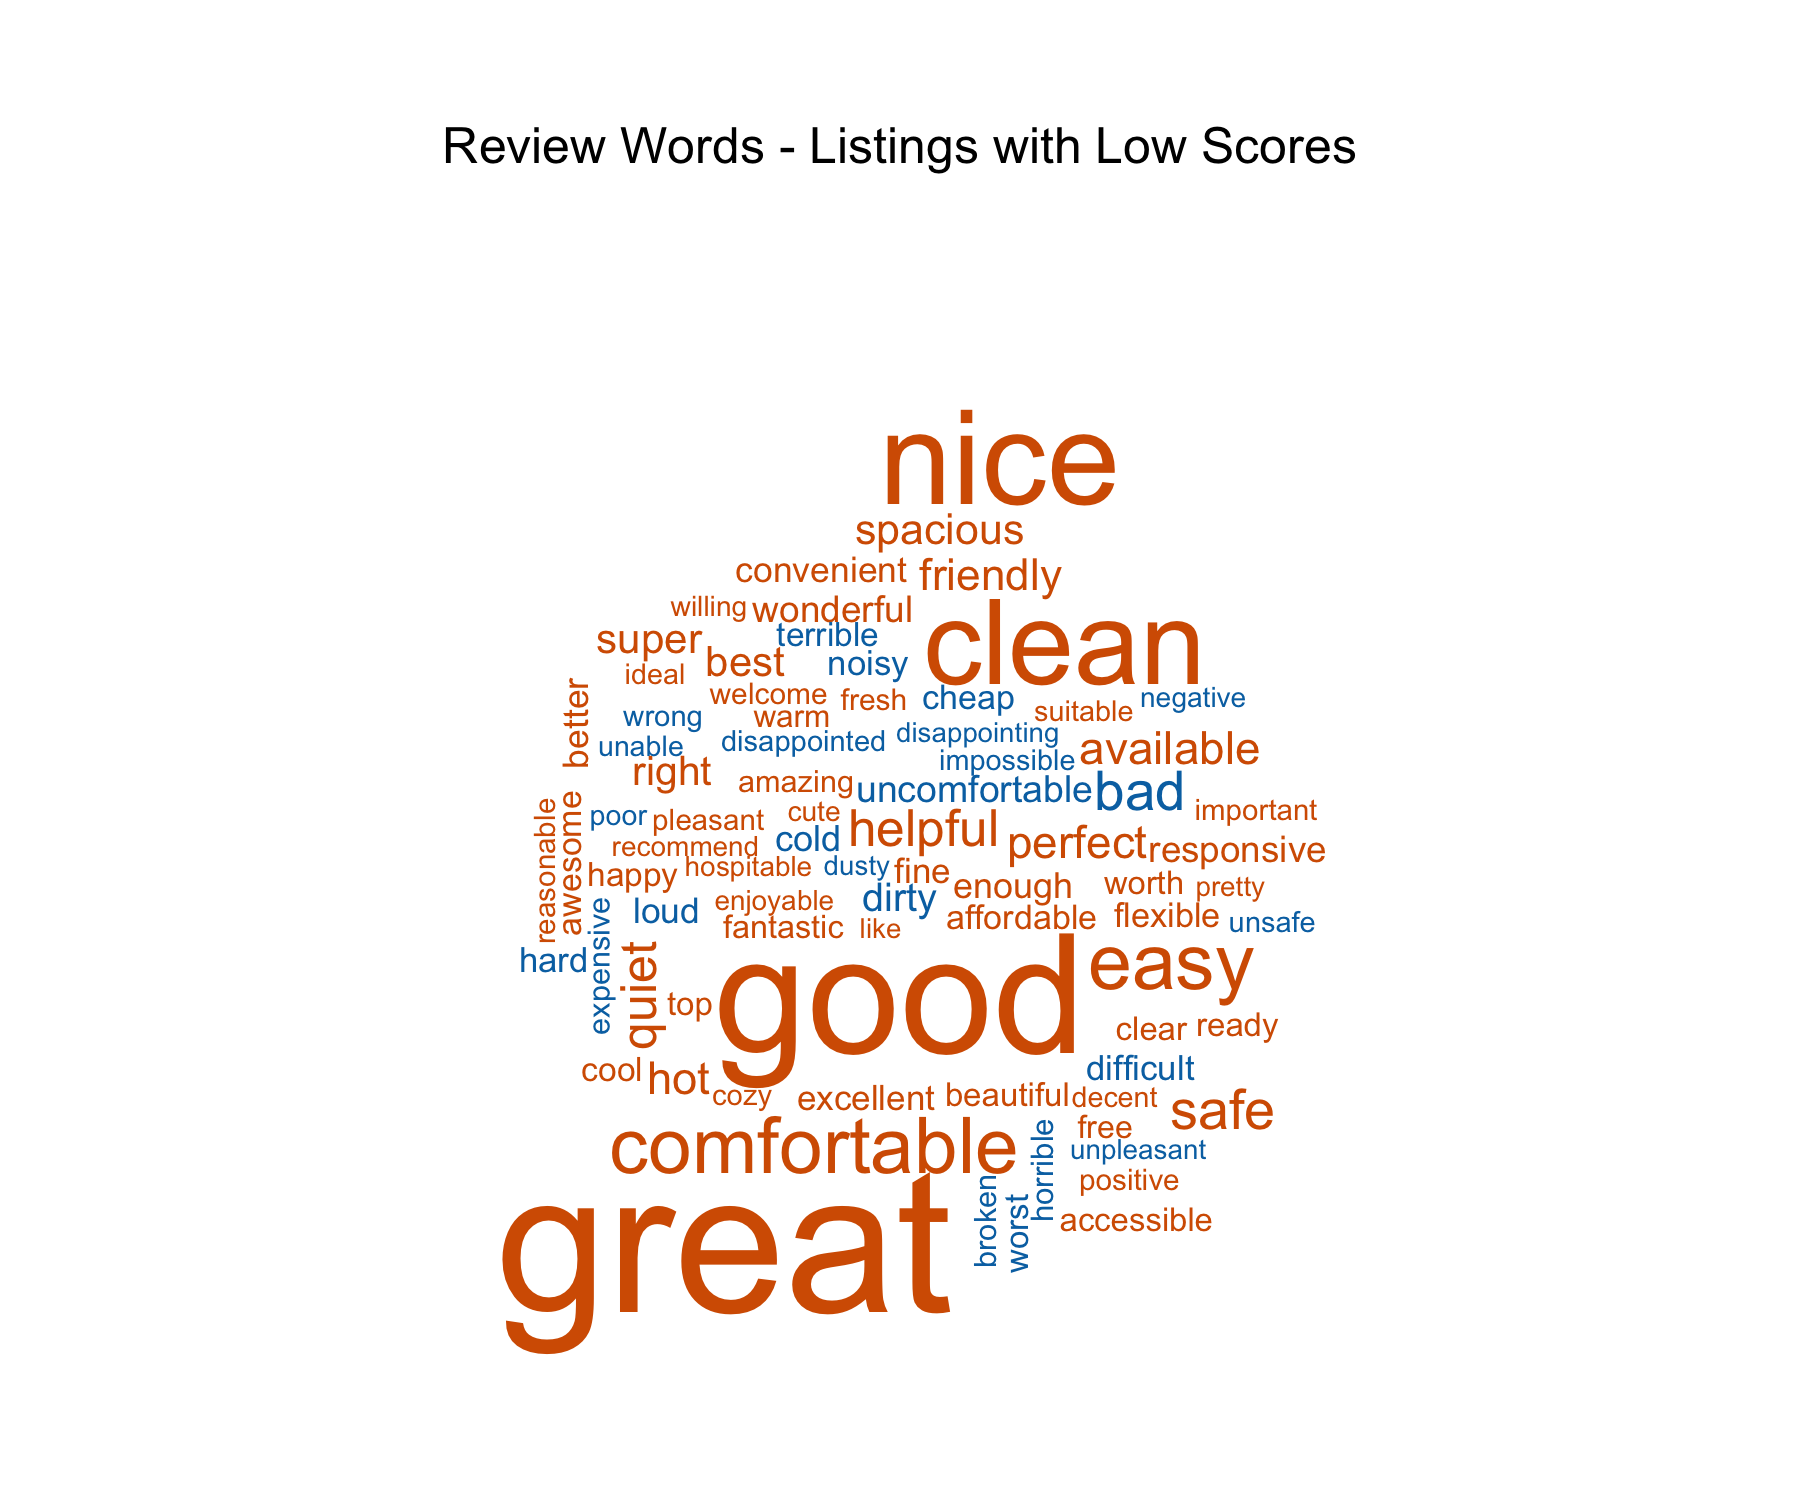 Review Words - Listings with Low Scores
nice
spacious
convenient
friendly
willing
wonderful
clean
super
terrible
best
noisy
ideal
better
welcome
fresh
cheap
suitable
negative
wrong
warm
unable
disappointed
disappointing
available
right
impossible
amazing
uncomfortable
bad
important
reasonable
awesome
poor
pleasant
cute
helpful
recommend
cold
perfect
responsive
happy
hospitable
dusty
fine
enough
worth
pretty
loud
enjoyable
dirty
affordable
flexible
unsafe
fantastic
like
hard
expensive
quiet
good
easy
top
clear
ready
cool
hot
cozy
difficult
excellent
beautiful
decent
safe
comfortable
free
horrible
unpleasant
positive
great
broken
worst
accessible